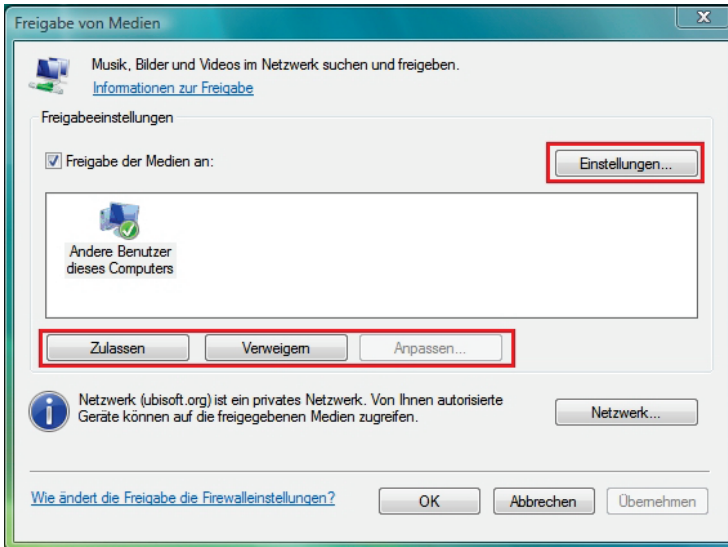 Freigabe von Medien
x
Musik, Bilder und Videos im Netzwerk suchen und freigeben.
Informationen zur Freigabe
Freigabeeinstellungen
Freigabe der Medien an:
Einstellungen...
Andere Benutzer
dieses Computers
Zulassen Verweigern Anpassen...
Netzwerk (ubisoft.org) ist ein privates Netzwerk. Von Ihnen autorisierte
Geräte können auf die freigegebenen Medien zugreifen.
Netzwerk...
Wie ändert die Freigabe die Firewalleinstellungen?
OK Abbrechen Übernehmen